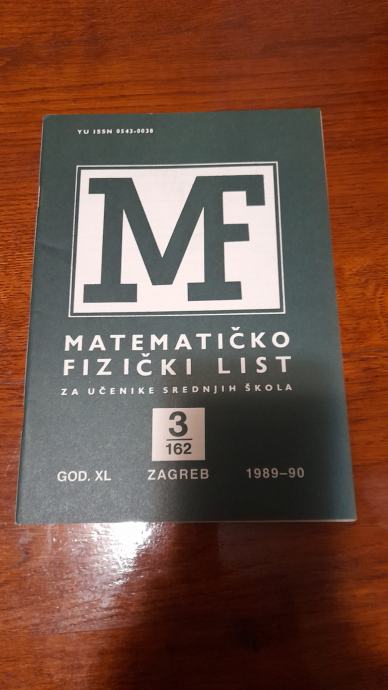 YU ISSN 0543-0038
MF
MATEMATIČKO
FIZIČKI LIST
ZA UČENIKE SREDNJIH ŠKOLA
3
162
GOD. XL ZAGREB 1989-90